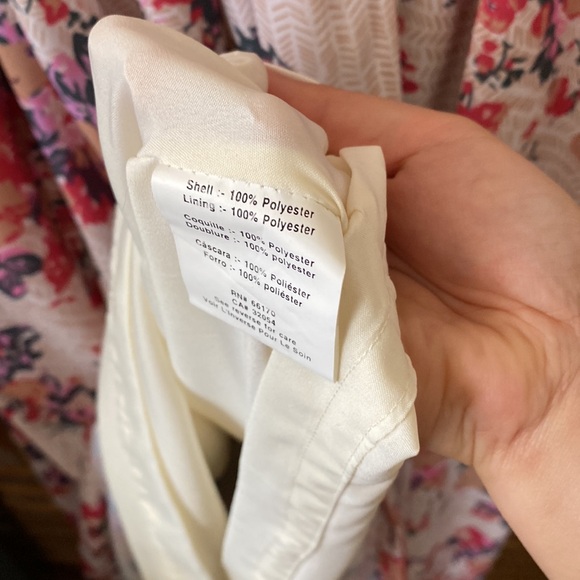 Shell :- 100% Polyester
Lining :- 100% Polyester
Coquille :- 100% Polyester
Doublure :- 100% polyester
Cáscara :- 100% Poliéster
Forro :- 100% poliéster
RN# 66170
CA# 32054
See reverse for care
Voir L'inverse Pour Le Soin